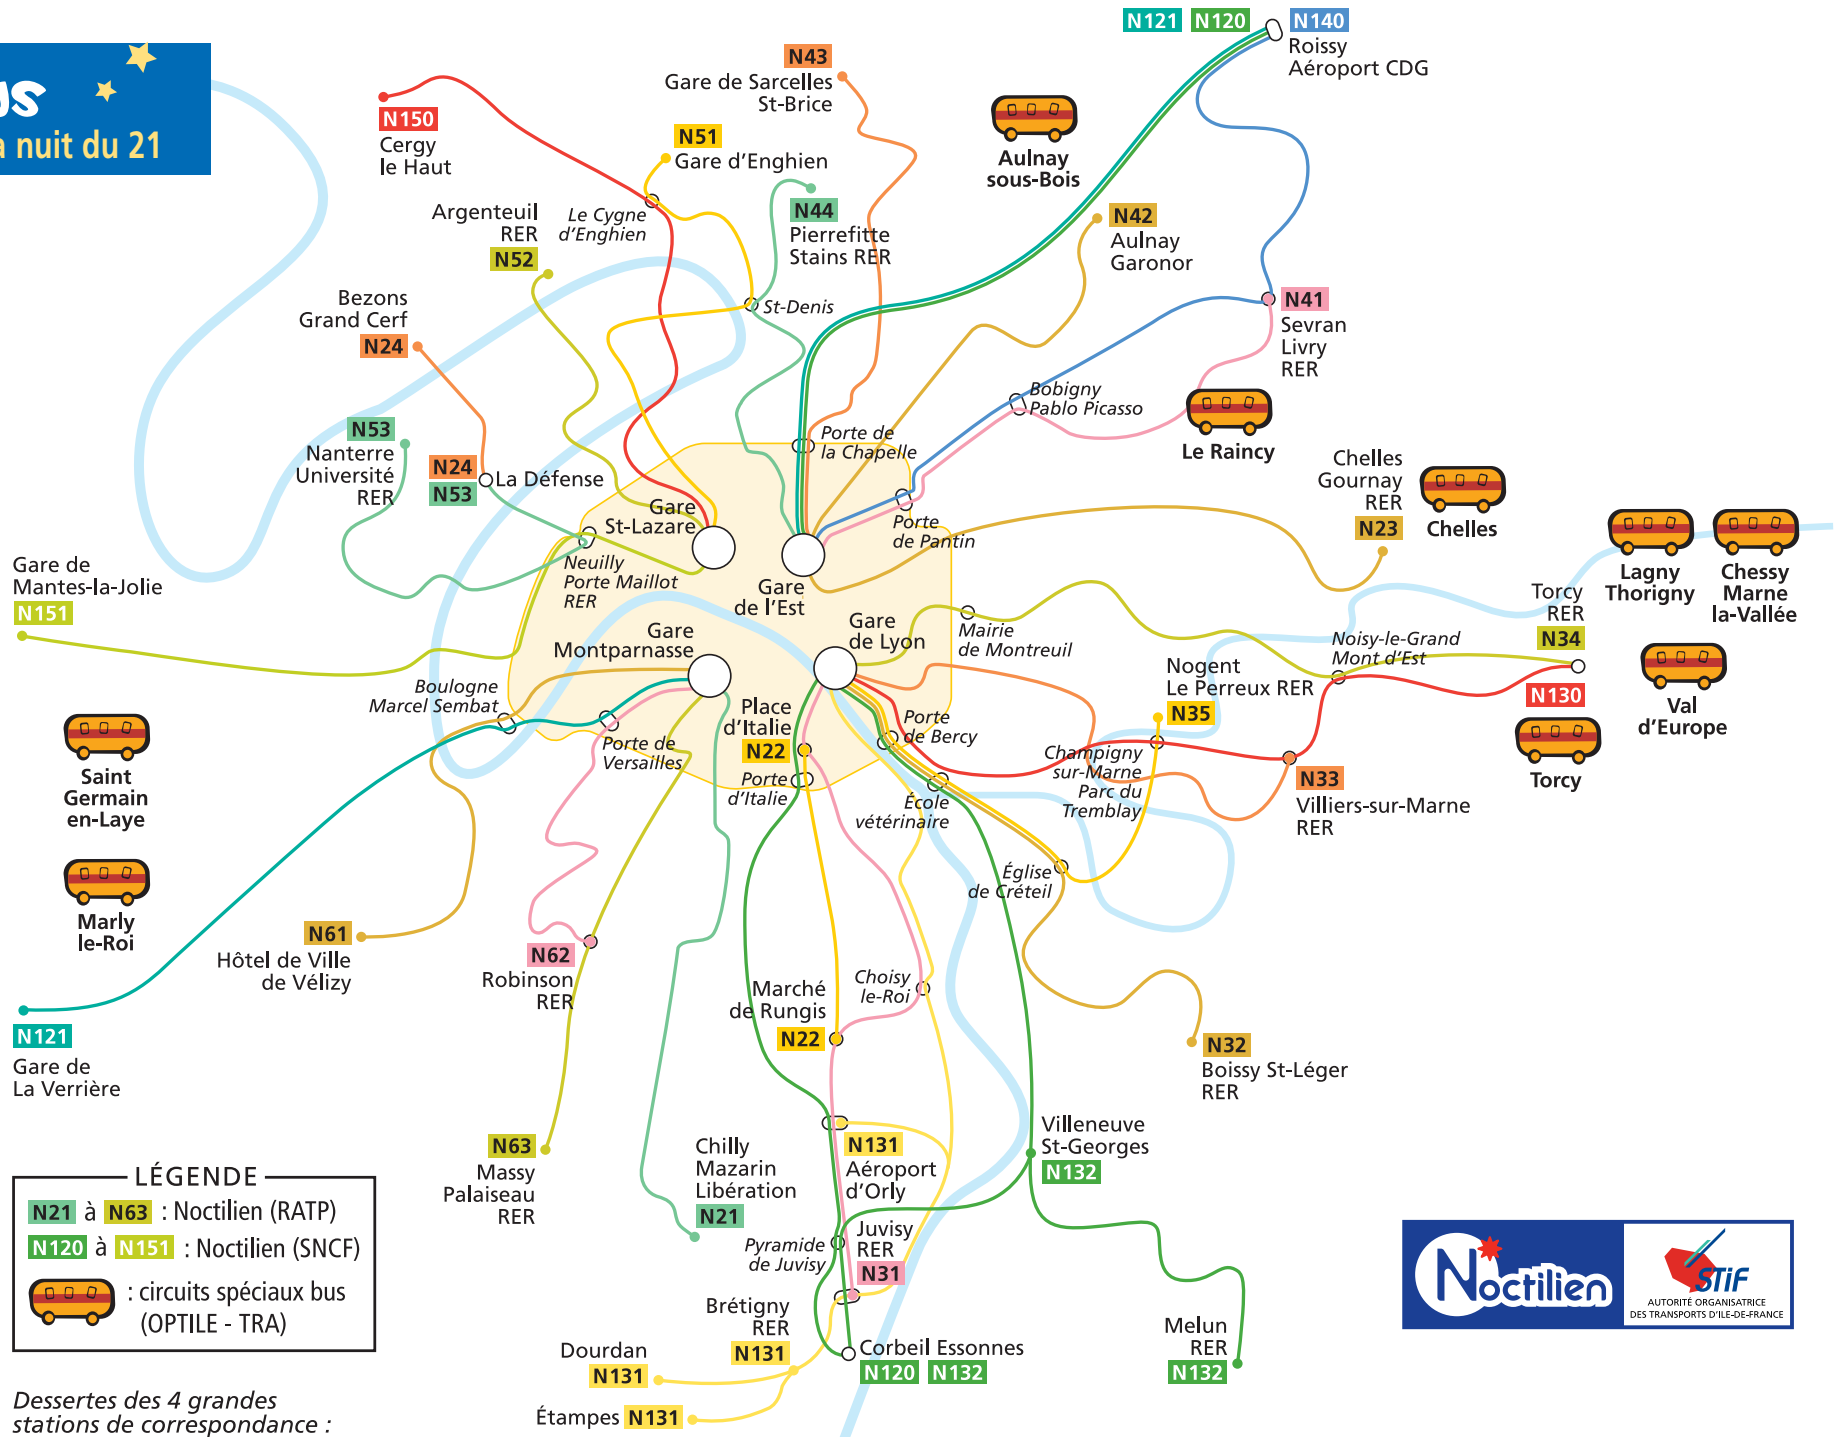 us
a nuit du 21
N121 N120 N140
Roissy
Aéroport CDG
N43
Gare de Sarcelles
St-Brice
N150
Cergy
le Haut
N51
Gare d'Enghien
Aulnay
sous-Bois
Argenteuil
RER
N52
Le Cygne
d'Enghien
N44
Pierrefitte
Stains RER
N42
Aulnay
Garonor
Bezons
Grand Cerf
N24
St-Denis
N41
Sevran
Livry
RER
Bobigny
Pablo Picasso
Le Raincy
N53
Nanterre
Université
RER
N24
N53
La Défense
Porte de
la Chapelle
Chelles
Gournay
RER
N23
Chelles
Gare
St-Lazare
Porte
de Pantin
Gare de
Mantes-la-Jolie
N151
Neuilly
Porte Maillot
RER
Gare
de l'Est
Lagny
Thorigny
Chessy
Marne
la-Vallée
Gare
Montparnasse
Gare
de Lyon
Mairie
de Montreuil
Torcy
RER
N34
Noisy-le-Grand
Mont d'Est
N130
Torcy
Val
d'Europe
Boulogne
Marcel Sembat
Nogent
Le Perreux RER
N35
Place
d'Italie
N22
Porte
de Bercy
Porte de
Versailles
Porte
d'Italie
Champigny
sur-Marne
Parc du
Tremblay
École
vétérinaire
N33
Villiers-sur-Marne
RER
Saint
Germain
en-Laye
Marly
le-Roi
Église
de Créteil
N61
Hôtel de Ville
de Vélizy
N62
Robinson
RER
Marché
de Rungis
N22
Choisy
le-Roi
N121
Gare de
La Verrière
N32
Boissy St-Léger
RER
N63
Massy
Palaiseau
RER
Chilly
Mazarin
Libération
N21
N131
Aéroport
d'Orly
Villeneuve
St-Georges
N132
Pyramide
de Juvisy
Juvisy
RER
N31
Brétigny
RER
N131
Dourdan
N131
Étampes N131
Corbeil Essonnes
N120 N132
Melun
RER
N132
LÉGENDE
N21 à N63 : Noctilien (RATP)
N120 à N151 : Noctilien (SNCF)
: circuits spéciaux bus
(OPTILE - TRA)
Dessertes des 4 grandes
stations de correspondance :
Noctilien
STiF
AUTORITÉ ORGANISATRICE
DES TRANSPORTS D'ILE-DE-FRANCE